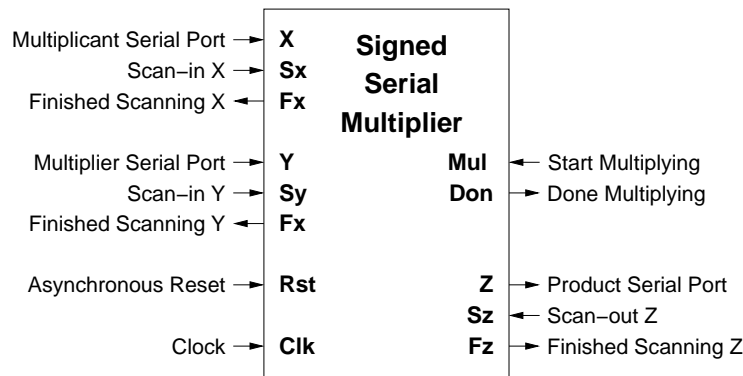 Multiplicant Serial Port X Signed
Scan−in X Sx Serial
Finished Scanning X Fx Multiplier
Multiplier Serial Port Y Mul Start Multiplying
Scan−in Y Sy Don Done Multiplying
Finished Scanning Y Fx
Asynchronous Reset Rst Z Product Serial Port
Sz Scan−out Z
Clock Clk Fz Finished Scanning Z